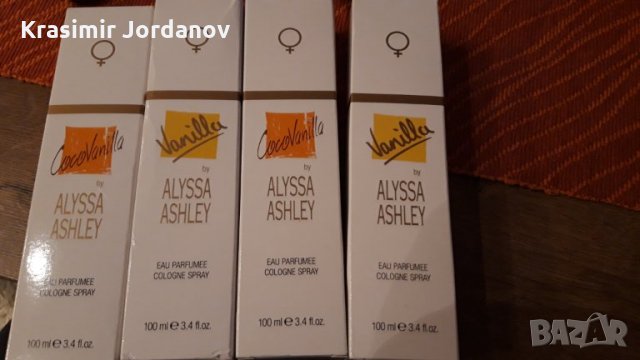 Krasimir Jordanov
CocoVanilla
by
ALYSSA
ASHLEY
EAU PARFUMEE
COLOGNE SPRAY
100 ml e 3.4 fl.oz.
Vanilla
by
ALYSSA
ASHLEY
EAU PARFUMEE
COLOGNE SPRAY
100 ml e 3.4 fl.oz.
CocoVanilla
by
ALYSSA
ASHLEY
EAU PARFUMEE
COLOGNE SPRAY
100 ml e 3.4 fl.oz.
Vanilla
by
ALYSSA
ASHLEY
EAU PARFUMEE
COLOGNE SPRAY
100 ml e 3.4 fl.oz.
BAZAR